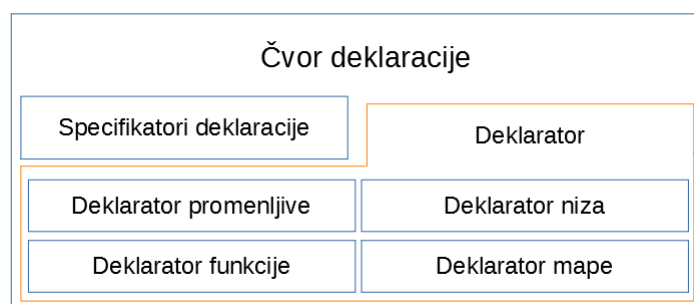 Čvor deklaracije
Specifikatori deklaracije
Deklarator
Deklarator promenljive
Deklarator niza
Deklarator funkcije
Deklarator mape